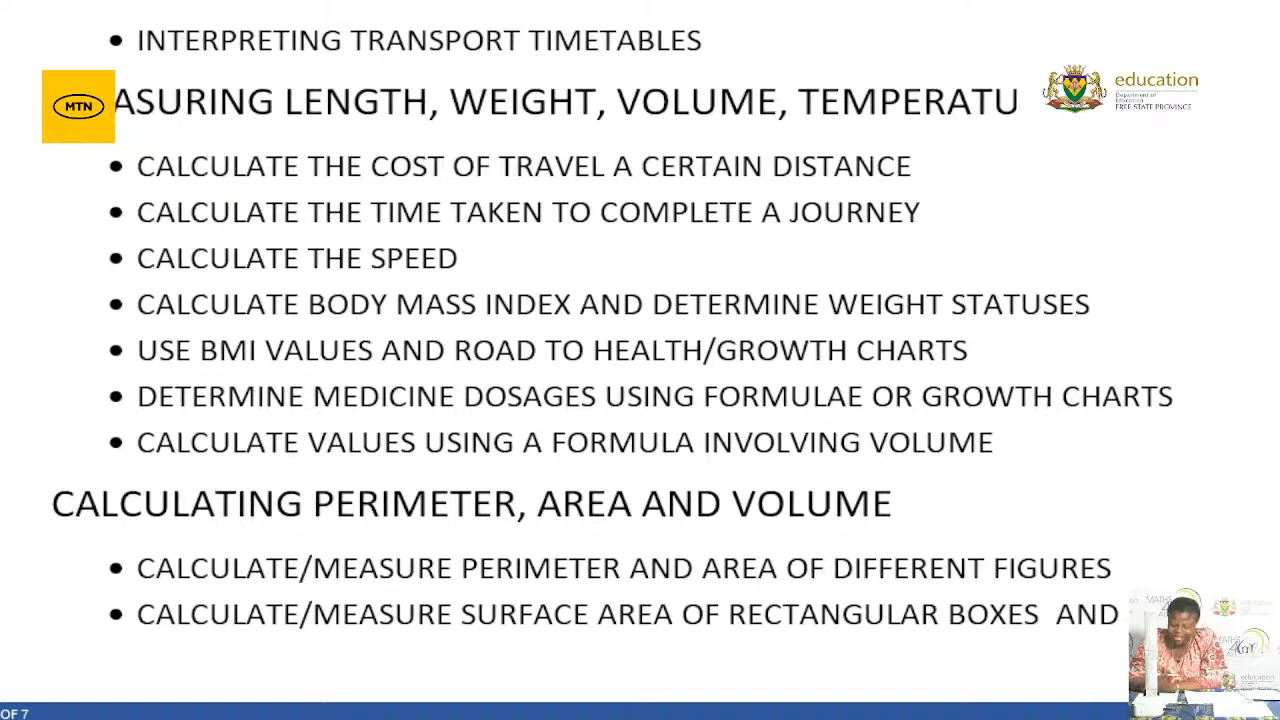 • INTERPRETING TRANSPORT TIMETABLES
MTN
ASURING LENGTH, WEIGHT, VOLUME, TEMPERATU
education
Department of
Education
FREE STATE PROVINCE
• CALCULATE THE COST OF TRAVEL A CERTAIN DISTANCE
• CALCULATE THE TIME TAKEN TO COMPLETE A JOURNEY
• CALCULATE THE SPEED
• CALCULATE BODY MASS INDEX AND DETERMINE WEIGHT STATUSES
• USE BMI VALUES AND ROAD TO HEALTH/GROWTH CHARTS
• DETERMINE MEDICINE DOSAGES USING FORMULAE OR GROWTH CHARTS
• CALCULATE VALUES USING A FORMULA INVOLVING VOLUME
CALCULATING PERIMETER, AREA AND VOLUME
• CALCULATE/MEASURE PERIMETER AND AREA OF DIFFERENT FIGURES
• CALCULATE/MEASURE SURFACE AREA OF RECTANGULAR BOXES AND
MATHS
education
MATHS
education
OF 7